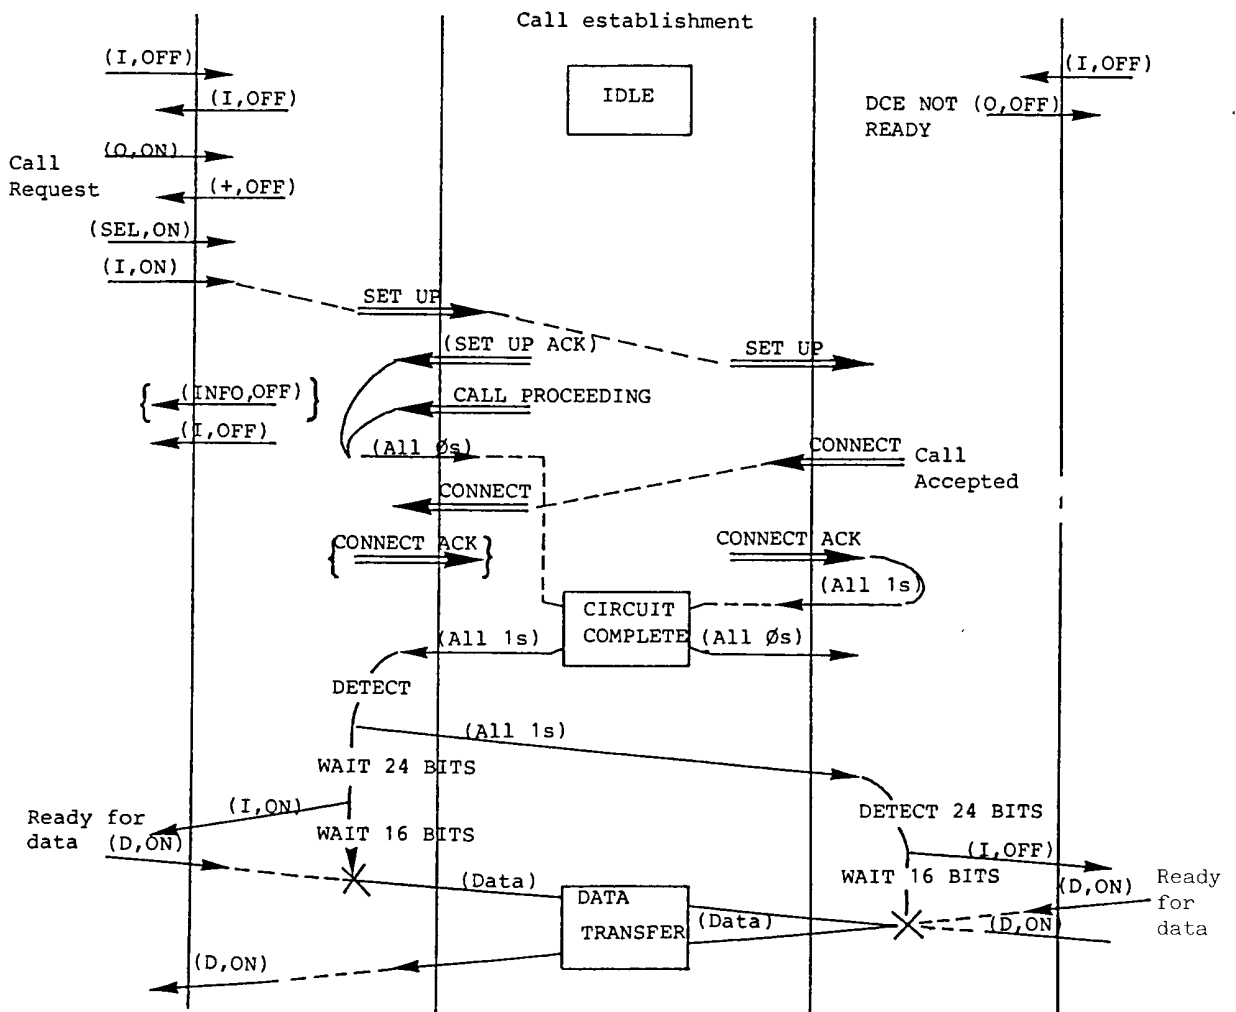 Call establishment
(I,OFF)
(I,OFF)
IDLE
(I,OFF)
DCE NOT (O,OFF)
READY
(O,ON)
Call
Request
(+,OFF)
(SEL,ON)
(I,ON)
SET UP
(SET UP ACK)
SET UP
{ (INFO,OFF) }
CALL PROCEEDING
(I,OFF)
(All Øs)
CONNECT
Call
Accepted
CONNECT
{CONNECT ACK}
CONNECT ACK
(All 1s)
CIRCUIT
COMPLETE
(All 1s)
(All Øs)
DETECT
(All 1s)
WAIT 24 BITS
(I,ON)
DETECT 24 BITS
Ready for
data (D,ON)
WAIT 16 BITS
(I,OFF)
WAIT 16 BITS
(Data)
DATA
TRANSFER
(Data)
(D,ON)
Ready
for
data
(D,ON)
(D,ON)